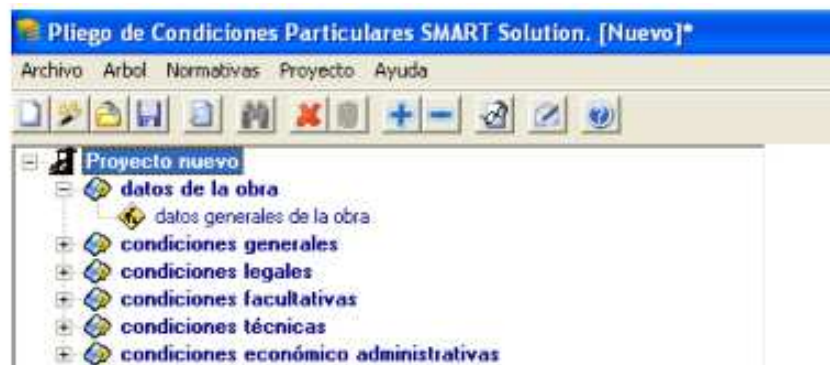 Pliego de Condiciones Particulares SMART Solution. [Nuevo]*
Archivo Arbol Normativas Proyecto Ayuda
Proyecto nuevo
datos de la obra
datos generales de la obra
condiciones generales
condiciones legales
condiciones facultativas
condiciones técnicas
condiciones económico administrativas